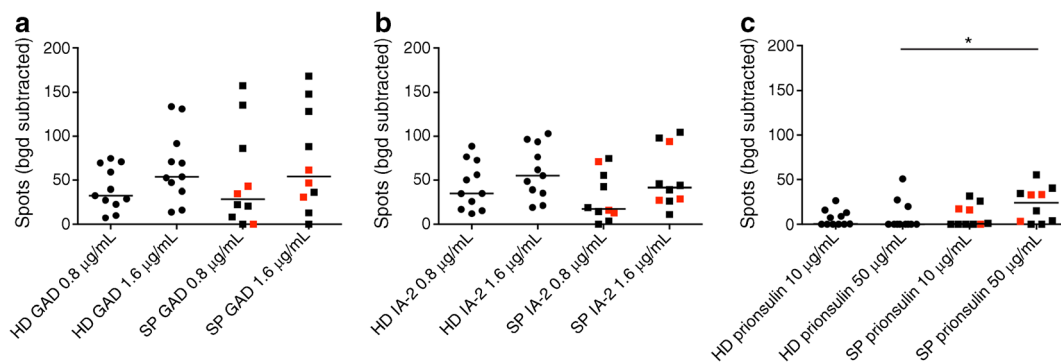 a
Spots (bgd subtracted)
200
150
100
50
0
HD GAD 0.8 µg/mL
HD GAD 1.6 µg/mL
SP GAD 0.8 µg/mL
SP GAD 1.6 µg/mL
b
Spots (bgd subtracted)
200
150
100
50
0
HD IA-2 0.8 µg/mL
HD IA-2 1.6 µg/mL
SP IA-2 0.8 µg/mL
SP IA-2 1.6 µg/mL
c
Spots (bgd subtracted)
200
150
100
50
0
*
HD prionsulin 10 µg/mL
HD prionsulin 50 µg/mL
SP prionsulin 10 µg/mL
SP prionsulin 50 µg/mL